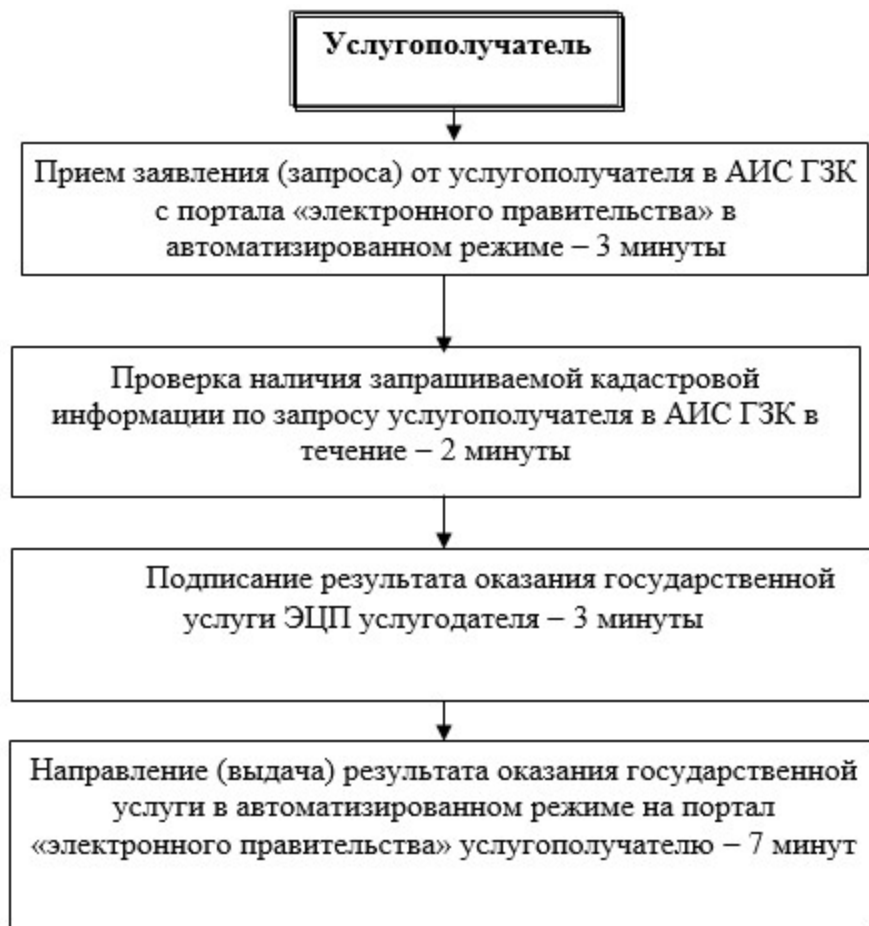 Услугополучатель
Прием заявления (запроса) от услугополучателя в АИС ГЗК
с портала «электронного правительства» в
автоматизированном режиме – 3 минуты
Проверка наличия запрашиваемой кадастровой
информации по запросу услугополучателя в АИС ГЗК в
течение – 2 минуты
Подписание результата оказания государственной
услуги ЭЦП услугодателя – 3 минуты
Направление (выдача) результата оказания государственной
услуги в автоматизированном режиме на портал
«электронного правительства» услугополучателю – 7 минут